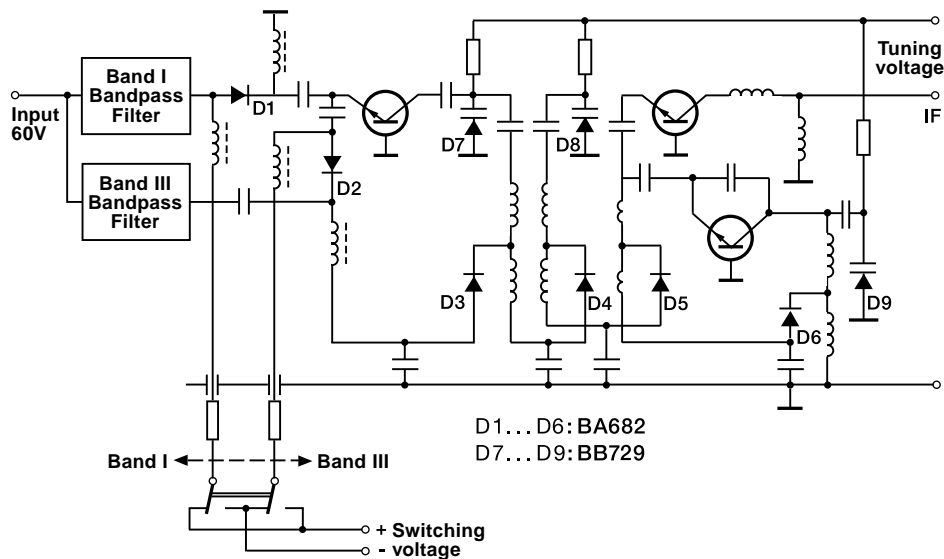 Band I
Bandpass
Filter
D1
Input
60V
Band III
Bandpass
Filter
D2
D7
D8
Tuning
voltage
IF
D3
D4
D5
D6
D9
D1...D6: BA682
D7...D9: BB729
Band I
Band III
+ Switching
- voltage